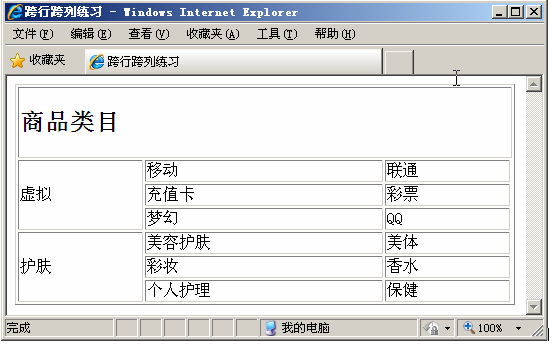 跨行跨列练习 - Windows Internet Explorer
文件(F) 编辑(E) 查看(V) 收藏夹(A) 工具(T) 帮助(H)
收藏夹 跨行跨列练习
商品类目
虚拟 移动 联通
充值卡 彩票
梦幻 QQ
护肤 美容护肤 美体
彩妆 香水
个人护理 保健
完成 我的电脑 100%